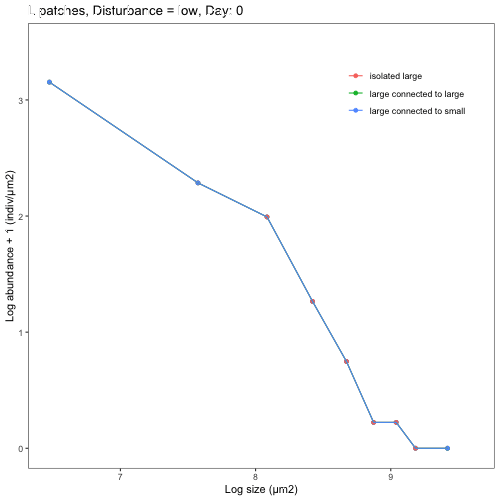 patches, Disturbance = low, Day: 0
isolated large
large connected to large
large connected to small
3
2
1
0
Log abundance + 1 (indiv/µm2)
7
8
9
Log size (µm2)